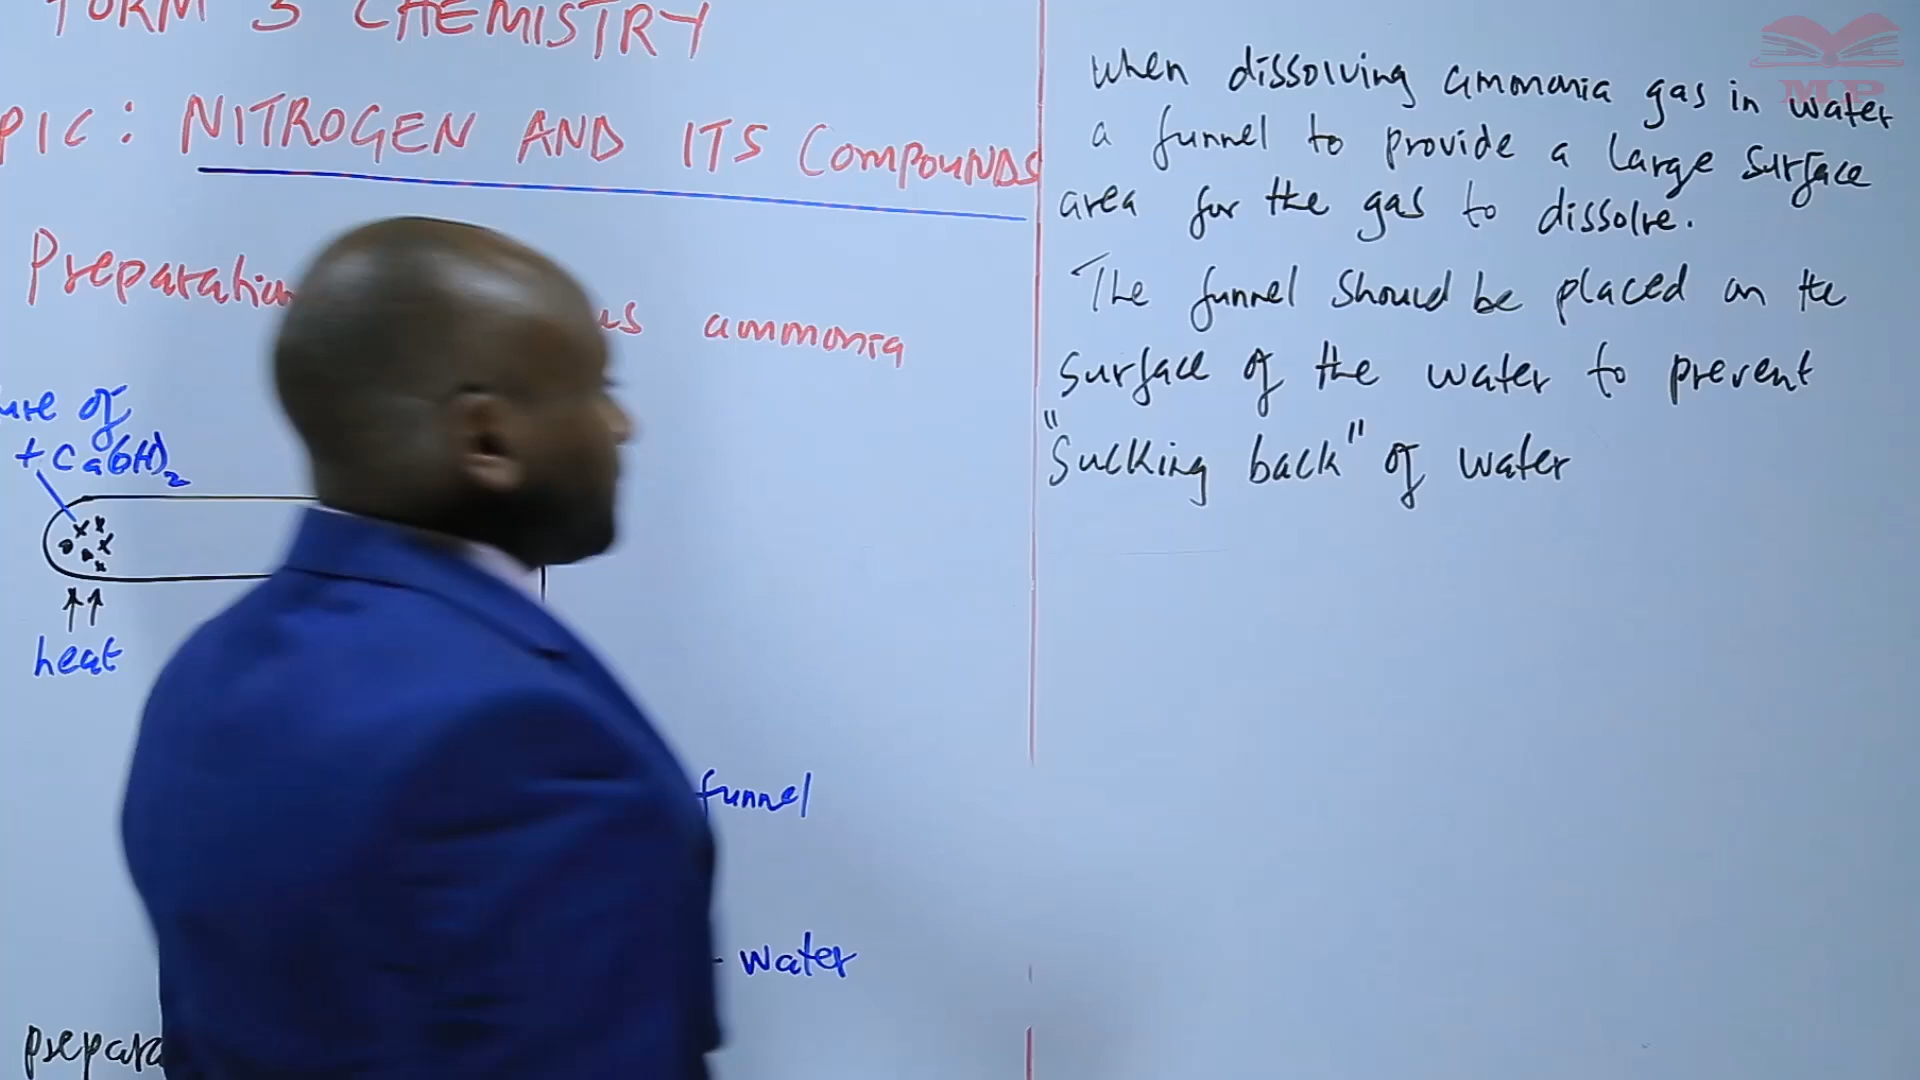 FORM 3 CHEMISTRY
PIC: NITROGEN AND ITS COMPOUNDS
Preparation
us ammonia
ure of
+ Ca(OH)2
heat
funnel
- water
prepara
When dissolving ammonia gas in water
a funnel to provide a large surface
area for the gas to dissolve.
The funnel should be placed on the
surface of the water to prevent
"Sucking back" of water
MP